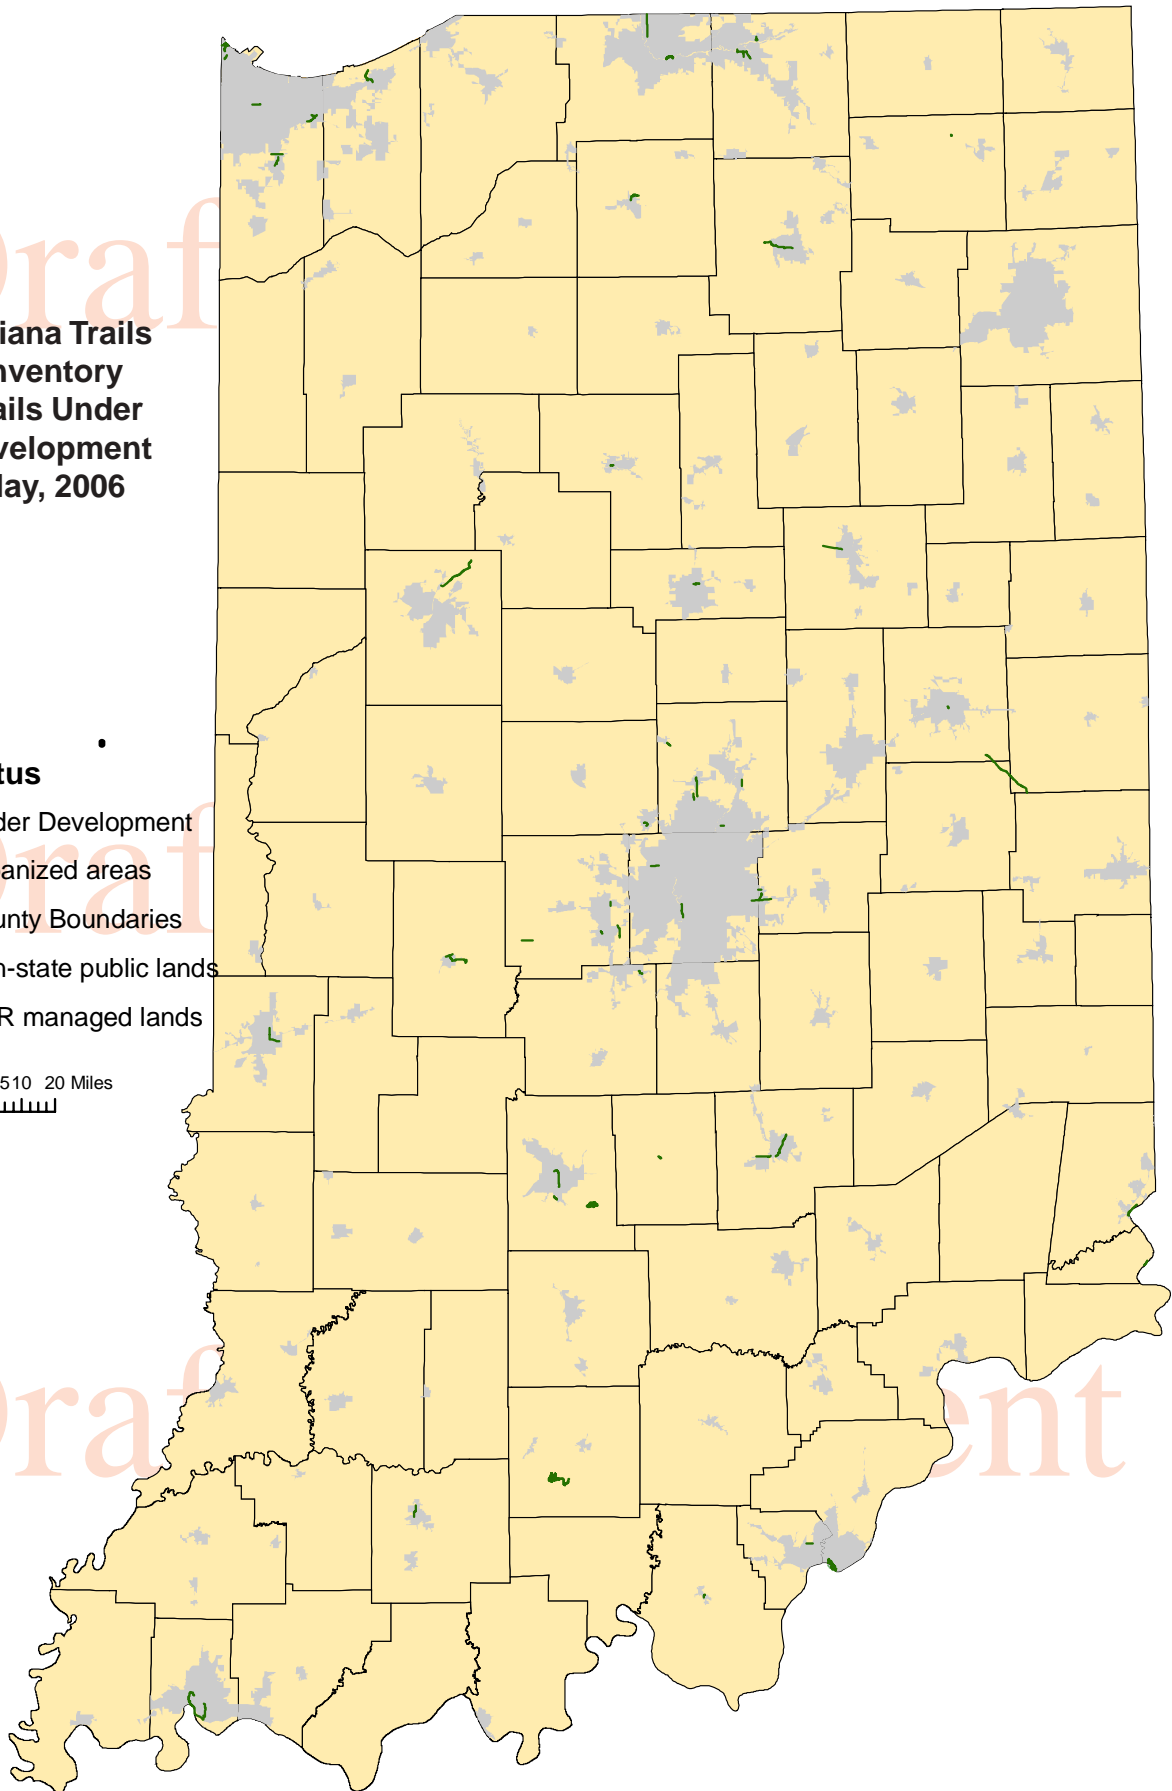 Draf
iana Trails
nventory
ails Under
velopment
lay, 2006
tus
der Development
Draf
anized areas
unty Boundaries
n-state public lands
R managed lands
510 20 Miles
Draf ent